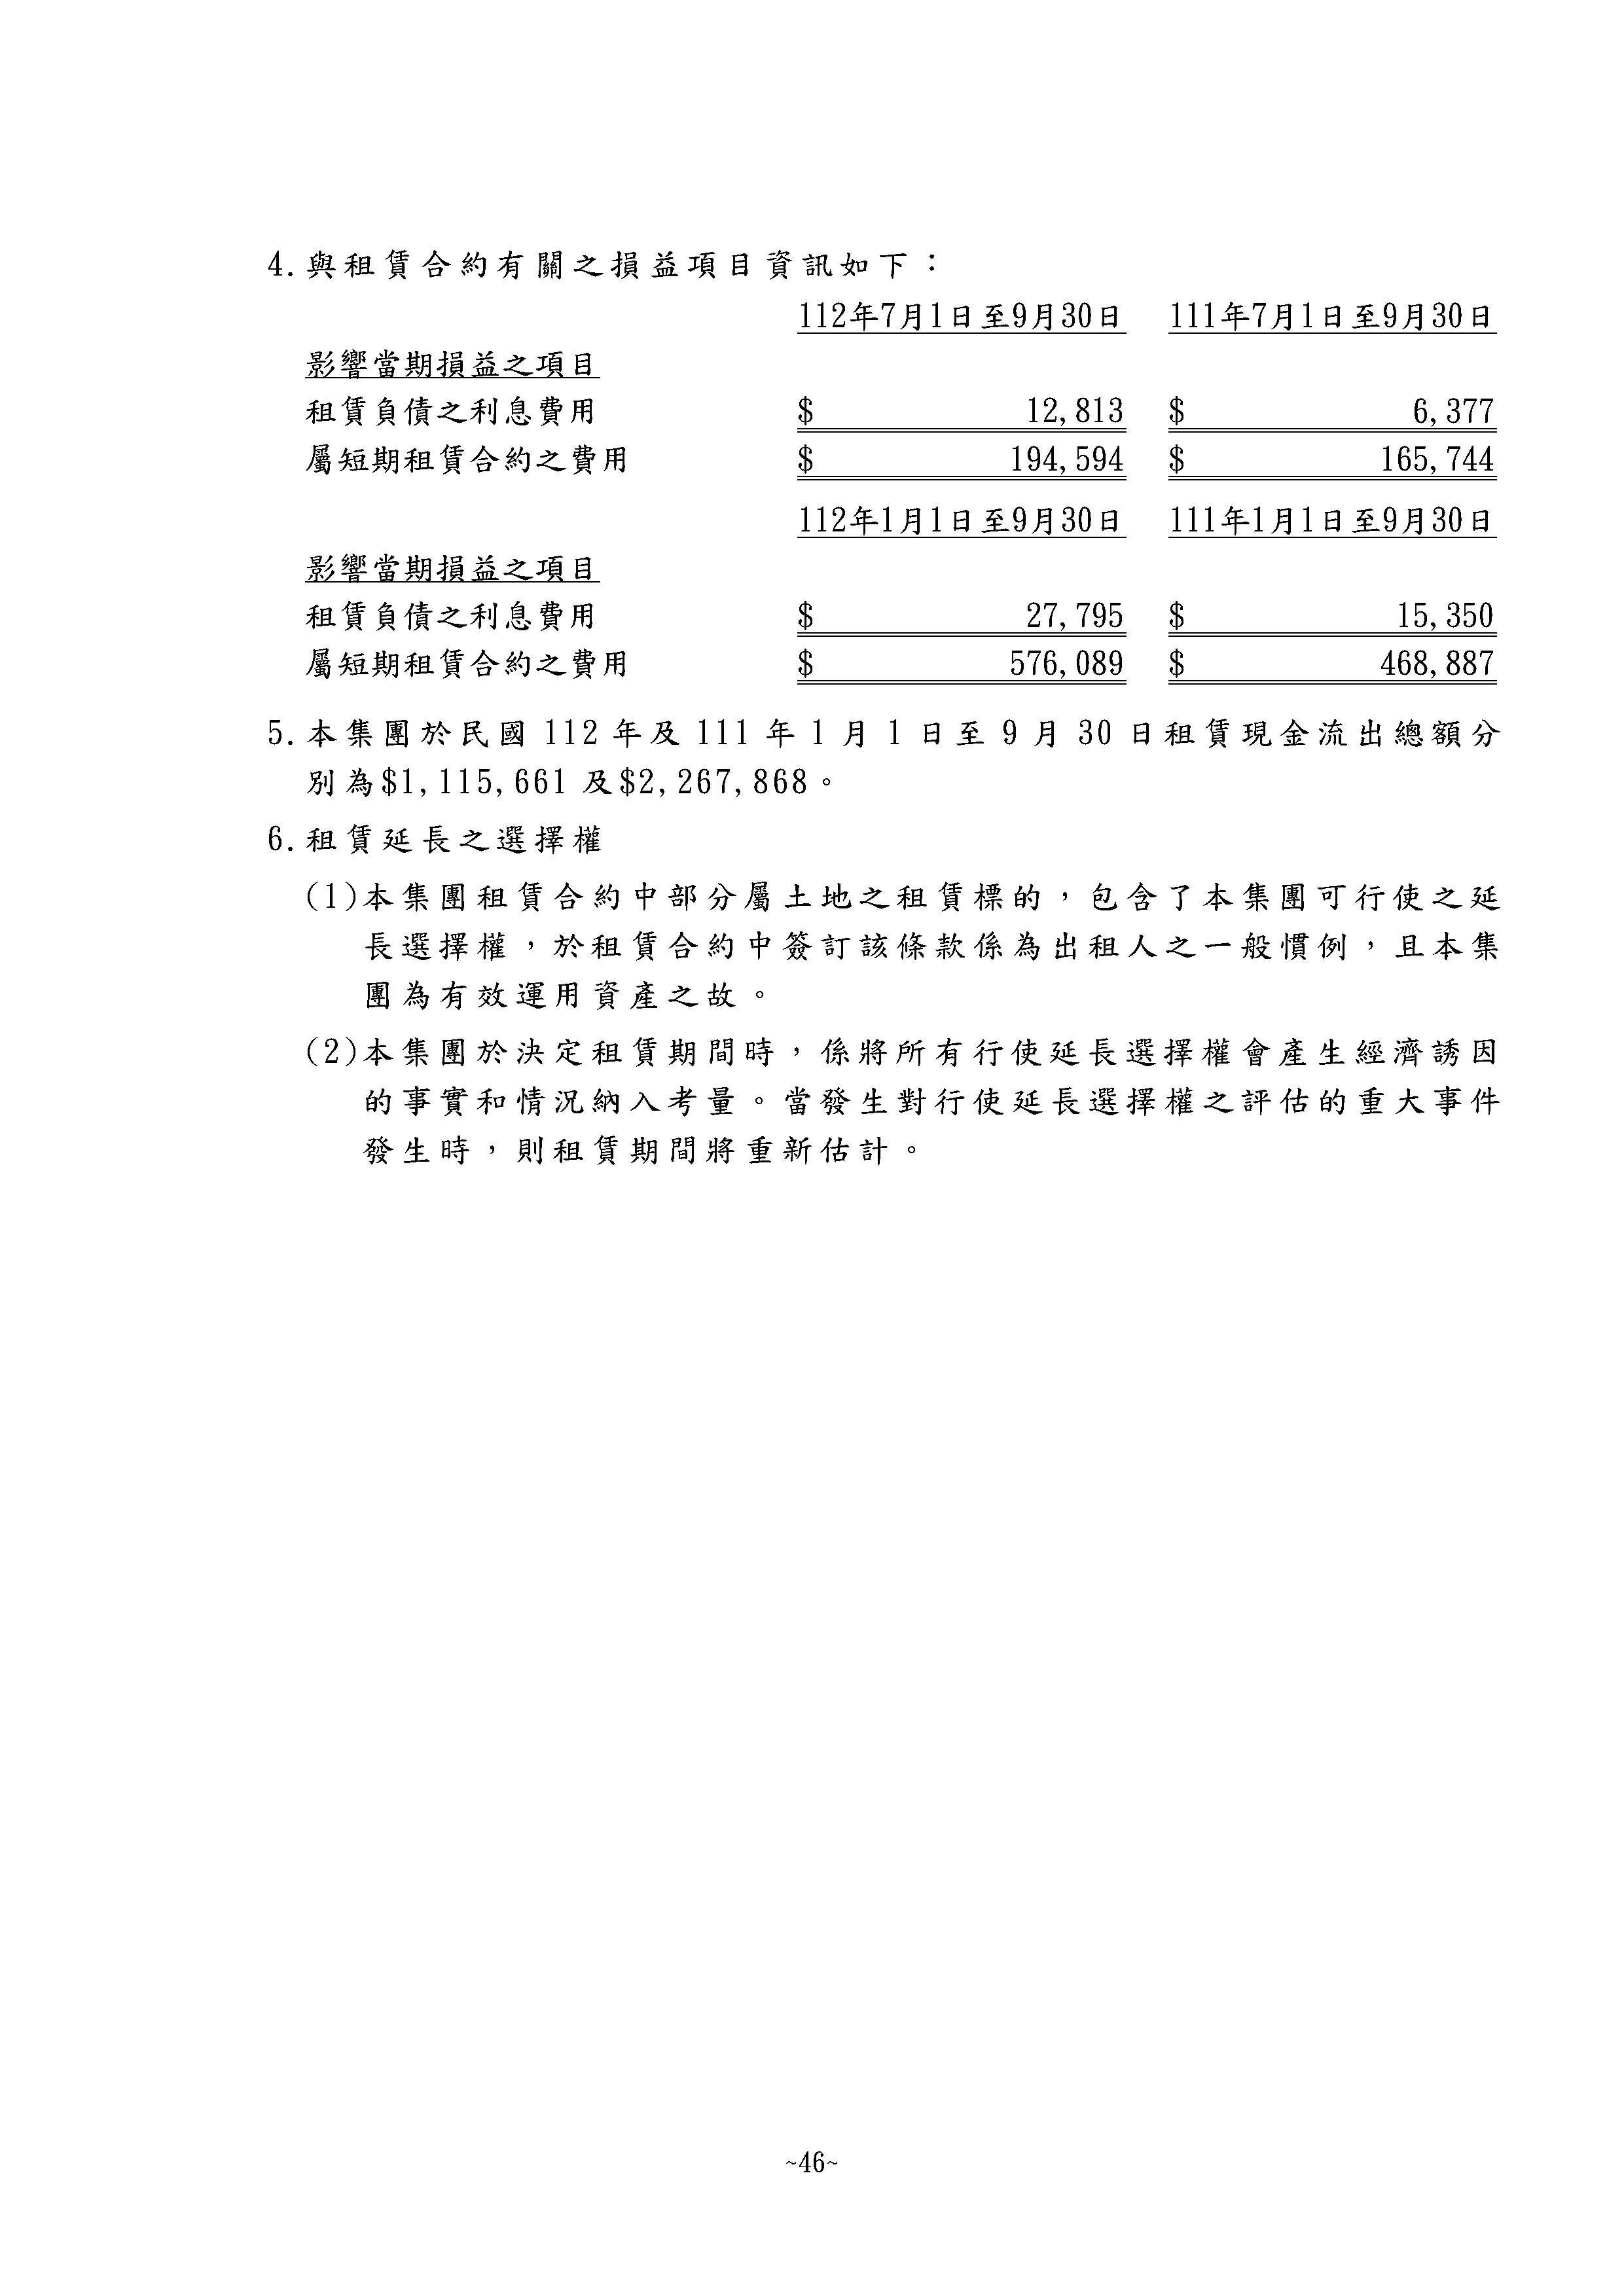 4.與租賃合約有關之損益項目資訊如下：
112年7月1日至9月30日 111年7月1日至9月30日
影響當期損益之項目
租賃負債之利息費用 $ 12,813 $ 6,377
屬短期租賃合約之費用 $ 194,594 $ 165,744
112年1月1日至9月30日 111年1月1日至9月30日
影響當期損益之項目
租賃負債之利息費用 $ 27,795 $ 15,350
屬短期租賃合約之費用 $ 576,089 $ 468,887
5.本集團於民國 112 年及 111 年 1 月 1 日至 9 月 30 日租賃現金流出總額分
別為$1,115,661 及$2,267,868。
6.租賃延長之選擇權
(1)本集團租賃合約中部分屬土地之租賃標的，包含了本集團可行使之延
長選擇權，於租賃合約中簽訂該條款係為出租人之一般慣例，且本集
團為有效運用資產之故。
(2)本集團於決定租賃期間時，係將所有行使延長選擇權會產生經濟誘因
的事實和情況納入考量。當發生對行使延長選擇權之評估的重大事件
發生時，則租賃期間將重新估計。
~46~